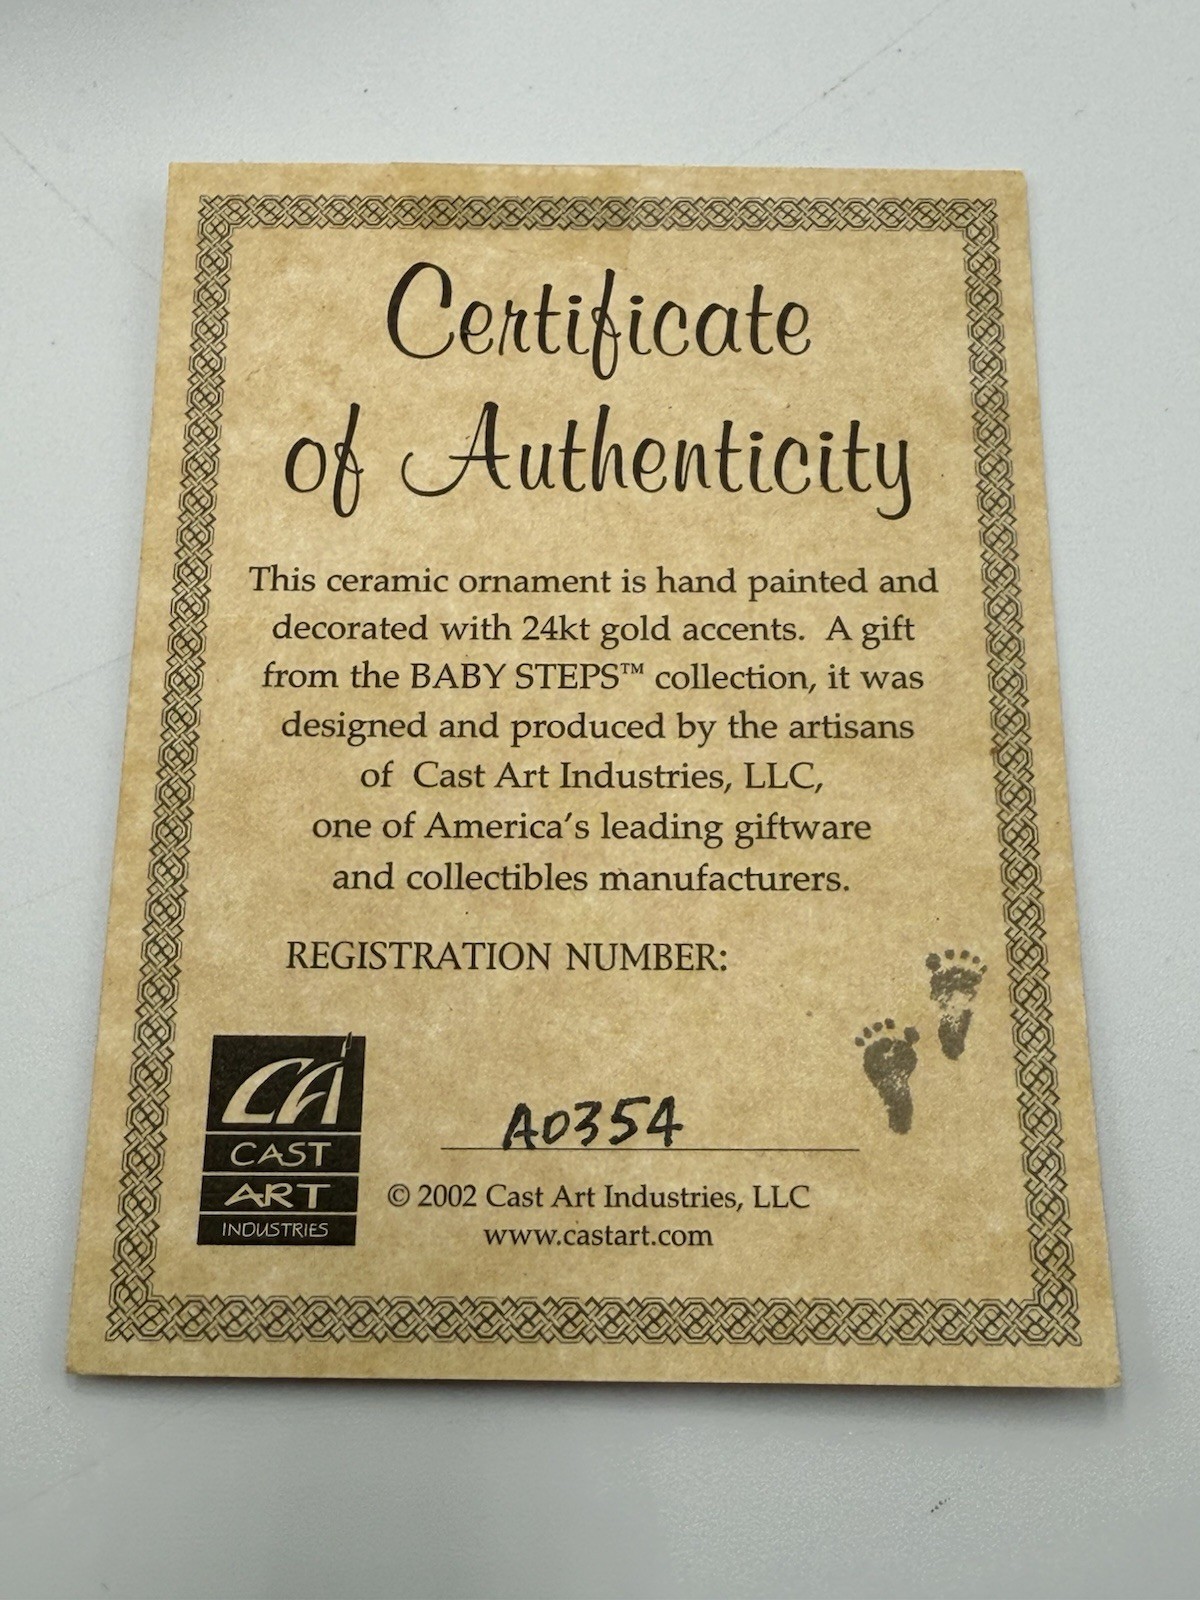 Certificate
of Authenticity
This ceramic ornament is hand painted and
decorated with 24kt gold accents. A gift
from the BABY STEPS™ collection, it was
designed and produced by the artisans
of Cast Art Industries, LLC,
one of America's leading giftware
and collectibles manufacturers.
REGISTRATION NUMBER:
A0354
CA
CAST
ART
INDUSTRIES
© 2002 Cast Art Industries, LLC
www.castart.com